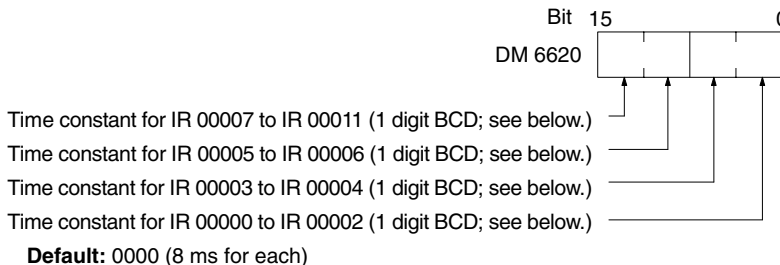 Bit 15 0
DM 6620
Time constant for IR 00007 to IR 00011 (1 digit BCD; see below.)
Time constant for IR 00005 to IR 00006 (1 digit BCD; see below.)
Time constant for IR 00003 to IR 00004 (1 digit BCD; see below.)
Time constant for IR 00000 to IR 00002 (1 digit BCD; see below.)
Default: 0000 (8 ms for each)